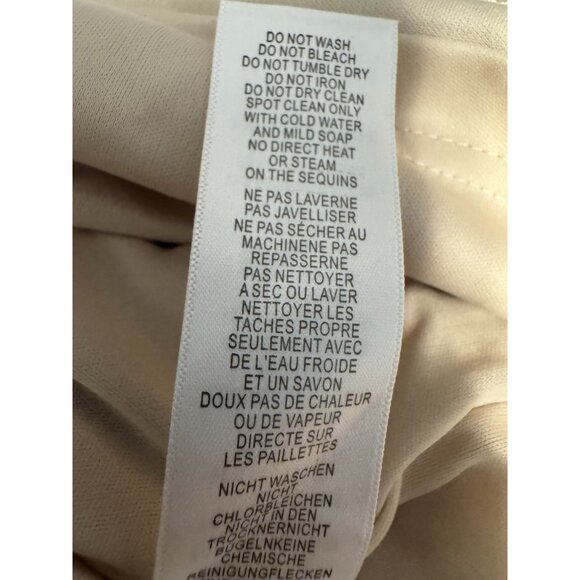 DO NOT WASH
DO NOT BLEACH
DO NOT TUMBLE DRY
DO NOT IRON
DO NOT DRY CLEAN
SPOT CLEAN ONLY
WITH COLD WATER
AND MILD SOAP
NO DIRECT HEAT
OR STEAM
ON THE SEQUINS
NE PAS LAVERNE
PAS JAVELLISER
NE PAS SÉCHER AU
MACHINENE PAS
REPASSERNE
PAS NETTOYER
A SEC OU LAVER
NETTOYER LES
TACHES PROPRE
SEULEMENT AVEC
DE L'EAU FROIDE
ET UN SAVON
DOUX PAS DE CHALEUR
OU DE VAPEUR
DIRECTE SUR
LES PAILLETTES
NICHT WASCHEN
NICHT
CHLORBLEICHEN
NICHT IN DEN
TROCKNERNICHT
BÜGELNKEINE
CHEMISCHE
REINIGUNGFLECKEN